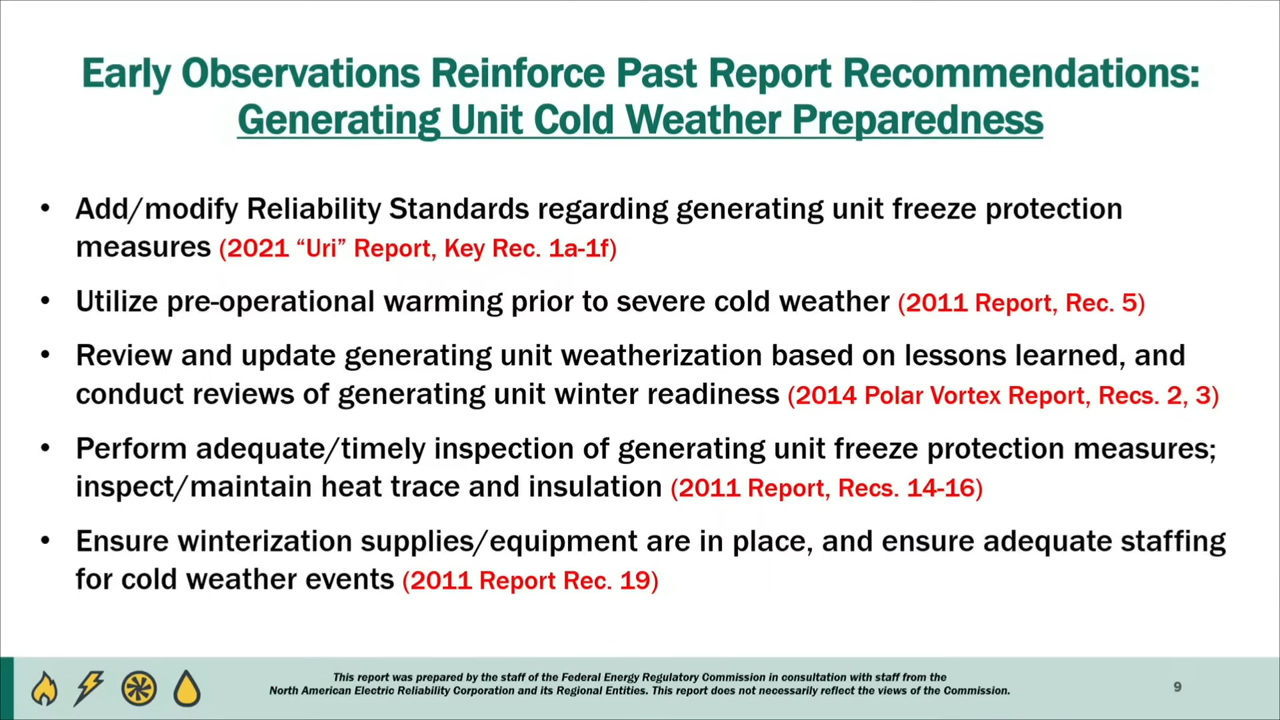 Early Observations Reinforce Past Report Recommendations:
Generating Unit Cold Weather Preparedness
• Add/modify Reliability Standards regarding generating unit freeze protection
measures (2021 “Uri” Report, Key Rec. 1a-1f)
• Utilize pre-operational warming prior to severe cold weather (2011 Report, Rec. 5)
• Review and update generating unit weatherization based on lessons learned, and
conduct reviews of generating unit winter readiness (2014 Polar Vortex Report, Recs. 2, 3)
• Perform adequate/timely inspection of generating unit freeze protection measures;
inspect/maintain heat trace and insulation (2011 Report, Recs. 14-16)
• Ensure winterization supplies/equipment are in place, and ensure adequate staffing
for cold weather events (2011 Report Rec. 19)
This report was prepared by the staff of the Federal Energy Regulatory Commission in consultation with staff from the
North American Electric Reliability Corporation and its Regional Entities. This report does not necessarily reflect the views of the Commission.
9